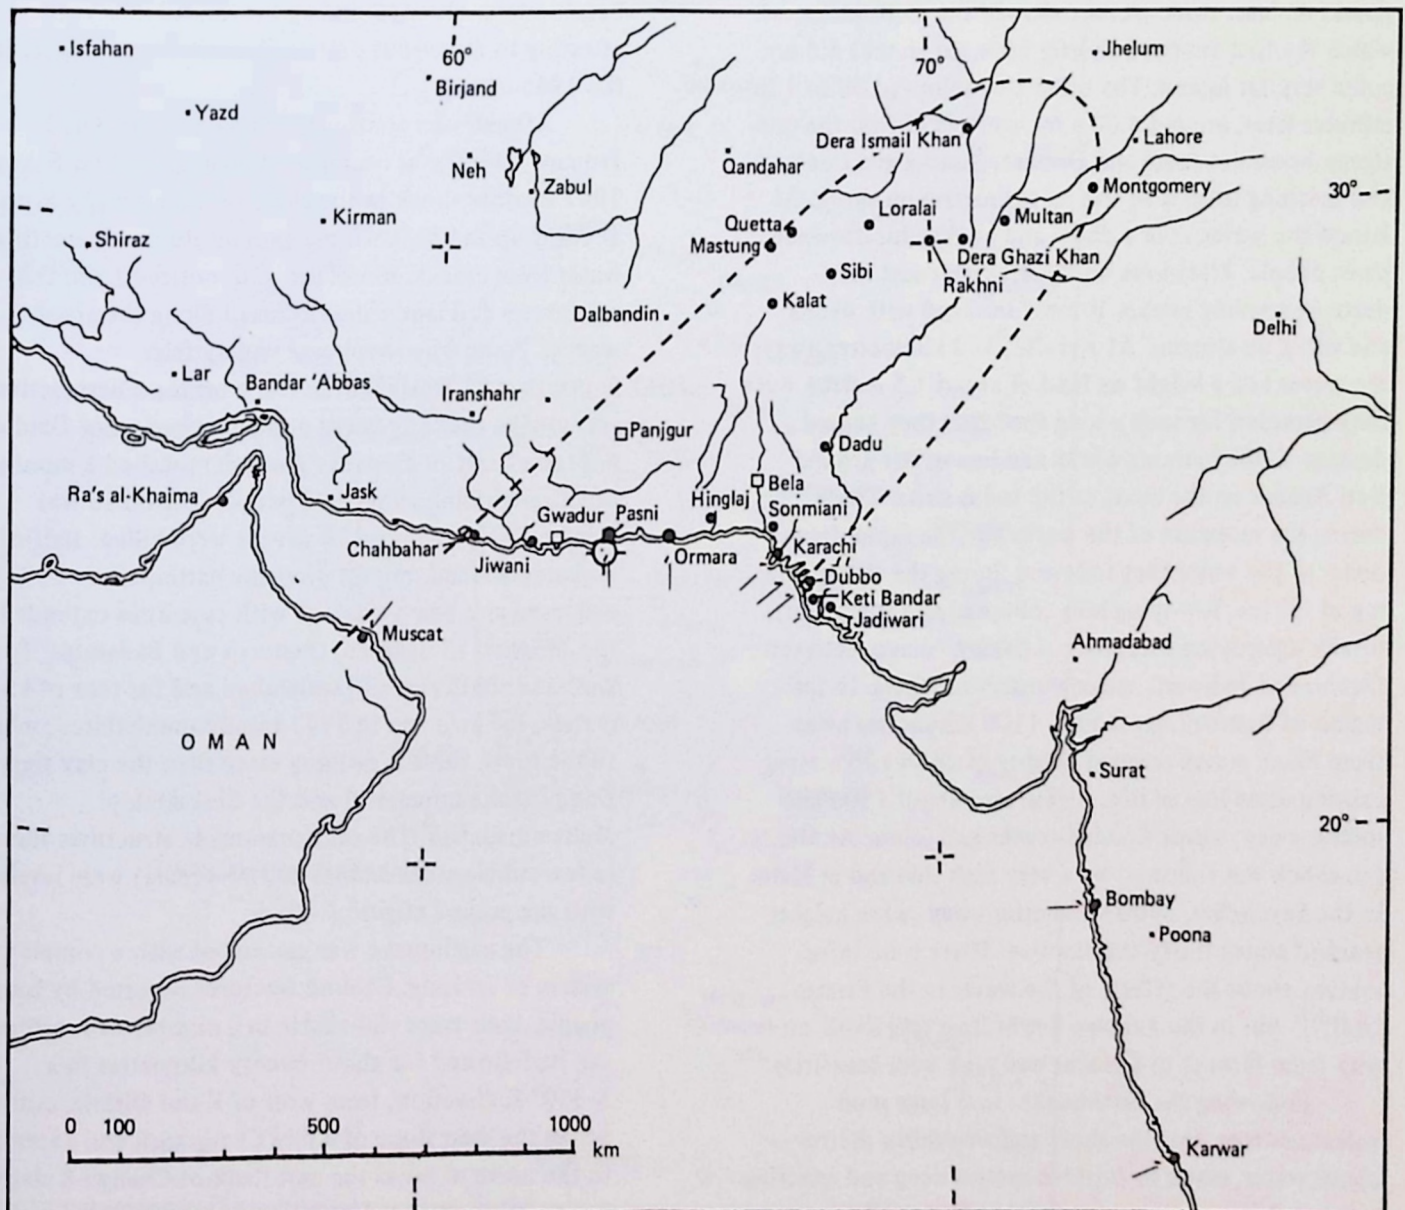 Isfahan
60°
70°
Jhelum
Birjand
Yazd
Dera Ismail Khan
Lahore
Neh
Qandahar
Zabul
Montgomery
30°
Kirman
Loralai
Multan
Quetta
Shiraz
Mastung
Dera Ghazi Khan
Sibi
Rakhni
Kalat
Dalbandin
Delhi
Lar
Bandar 'Abbas
Iranshahr
Panjgur
Dadu
Bela
Ra's al-Khaima
Jask
Hinglaj
Sonmiani
Gwadur
Pasni
Chahbahar
Karachi
Jiwani
Ormara
Dubbo
Keti Bandar
Jadiwari
Muscat
Ahmadabad
OMAN
Surat
20°
Bombay
Poona
0 100 500 1000
km
Karwar